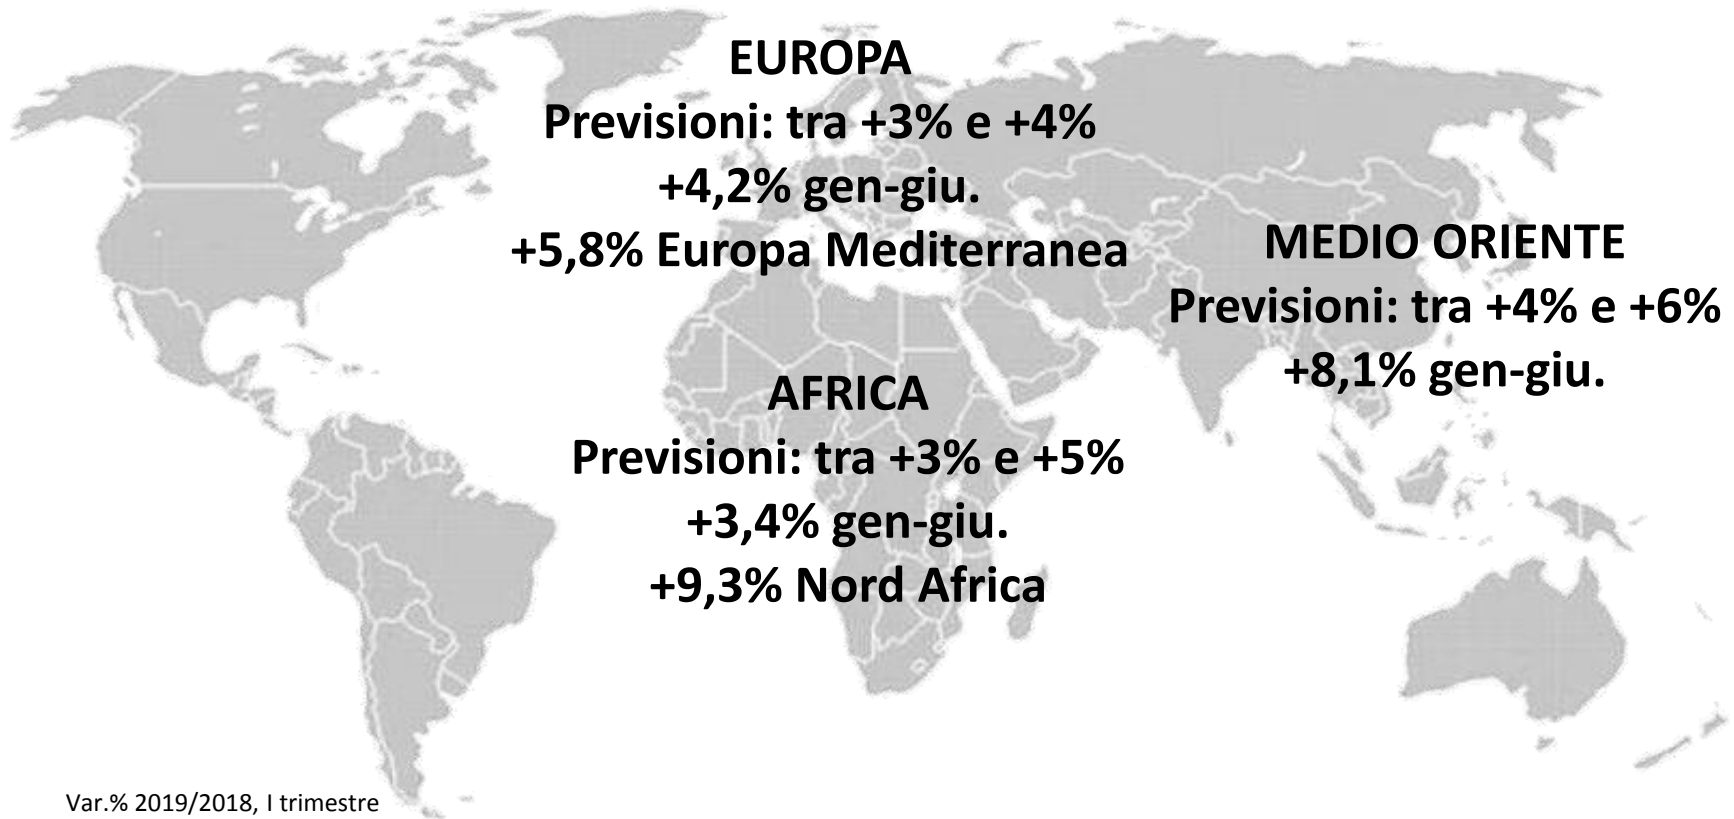 EUROPA
Previsioni: tra +3% e +4%
+4,2% gen-giu.
+5,8% Europa Mediterranea
MEDIO ORIENTE
Previsioni: tra +4% e +6%
+8,1% gen-giu.
AFRICA
Previsioni: tra +3% e +5%
+3,4% gen-giu.
+9,3% Nord Africa
Var.% 2019/2018, I trimestre